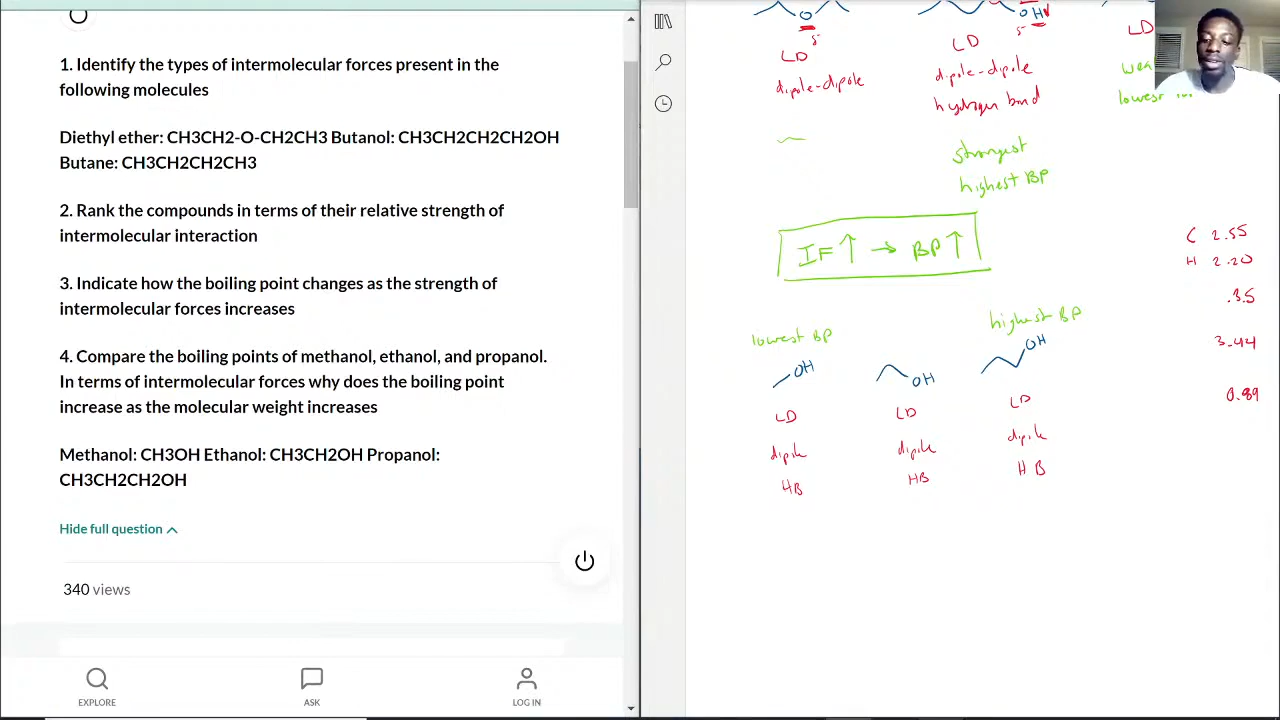 1. Identify the types of intermolecular forces present in the
following molecules
Diethyl ether: CH3CH2-O-CH2CH3 Butanol: CH3CH2CH2CH2OH
Butane: CH3CH2CH2CH3
2. Rank the compounds in terms of their relative strength of
intermolecular interaction
3. Indicate how the boiling point changes as the strength of
intermolecular forces increases
4. Compare the boiling points of methanol, ethanol, and propanol.
In terms of intermolecular forces why does the boiling point
increase as the molecular weight increases
Methanol: CH3OH Ethanol: CH3CH2OH Propanol:
CH3CH2CH2OH
Hide full question
340 views
EXPLORE
ASK
LOG IN
O
OH
LD
LD
LD
dipole-dipole
dipole-dipole
hydrogen bond
lowest
strongest
highest BP
IF ↑ → BP ↑
C 2.55
H 2.20
.35
3.44
0.89
lowest BP
highest BP
OH
OH
OH
LD
LD
LD
dipole
dipole
dipole
HB
HB
HB